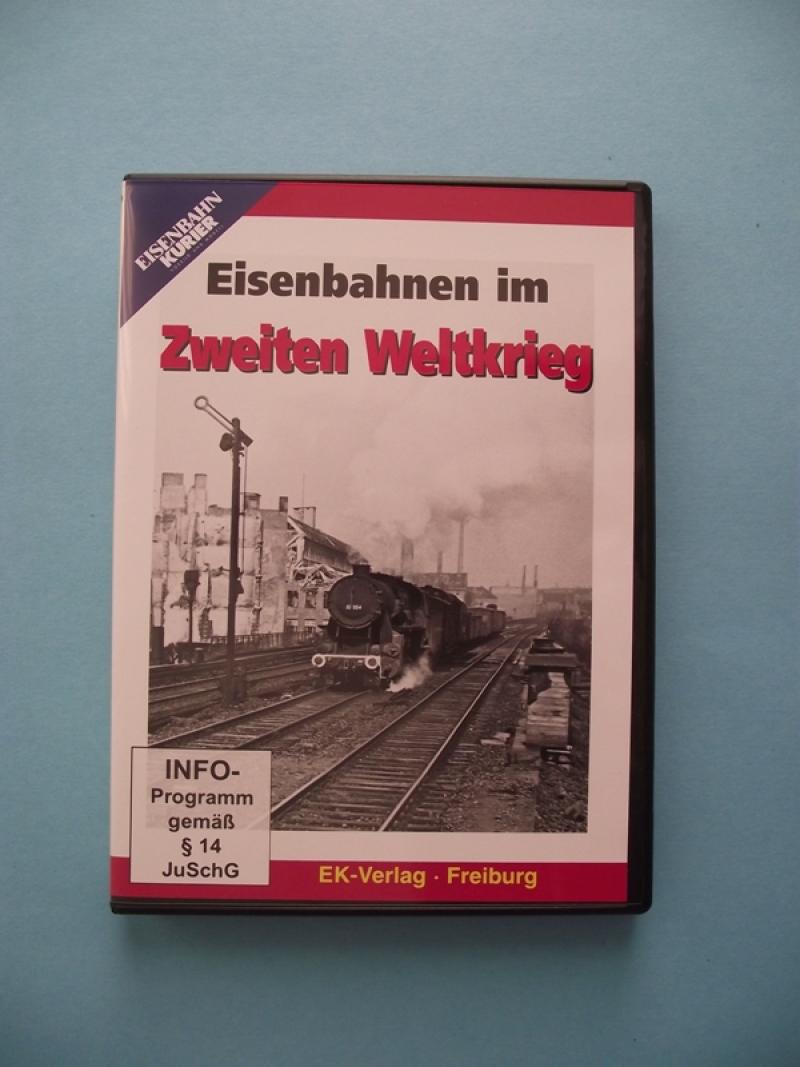 EISENBAHN
KURIER
Eisenbahnen im
Zweiten Weltkrieg
INFO-
Programm
gemäß
§ 14
JuSchG
EK-Verlag · Freiburg